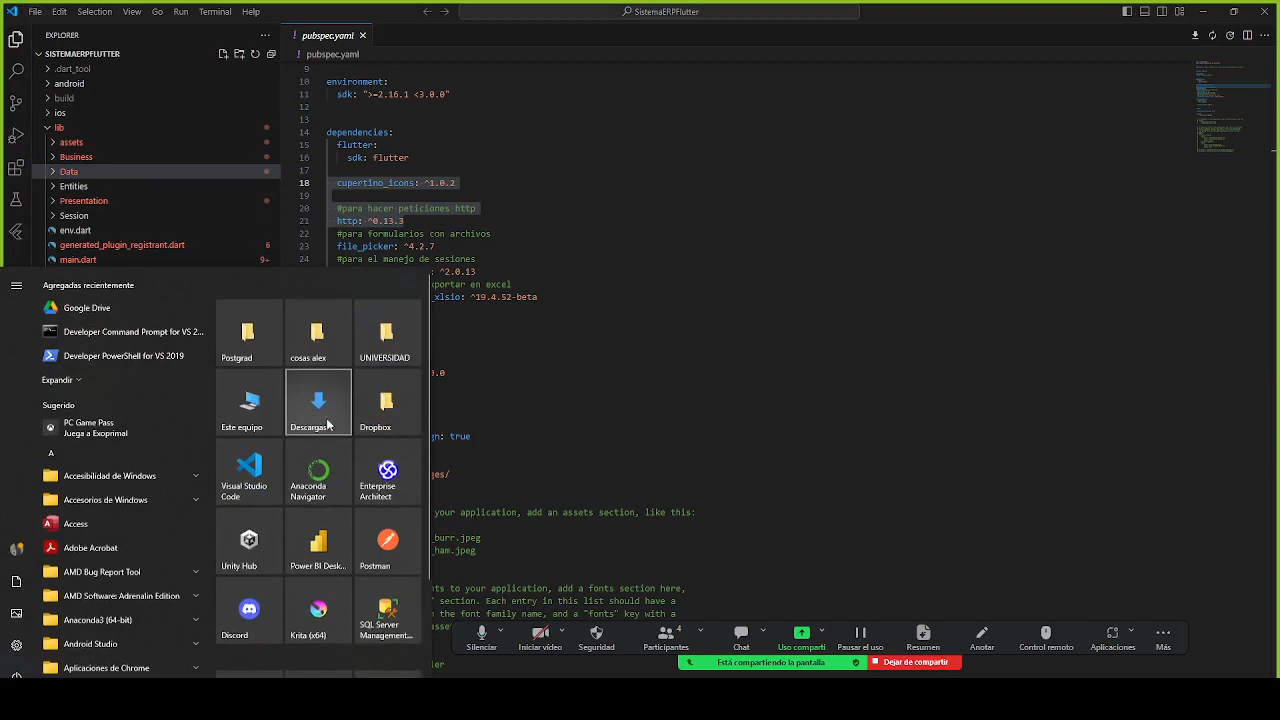 File Edit Selection View Go Run Terminal Help
SistemaERPFlutter
EXPLORER
SISTEMAERPFLUTTER
.dart_tool
android
build
ios
lib
assets
Business
Data
Entities
Presentation
Session
env.dart
generated_plugin_registrant.dart 6
main.dart 9+
pubspec.yaml
pubspec.yaml
9
10 environment:
11 sdk: ">=2.16.1 <3.0.0"
12
13
14 dependencies:
15 flutter:
16 sdk: flutter
17
18 cupertino_icons: ^1.0.2
19
20 #para hacer peticiones http
21 http: ^0.13.3
22 #para formularios con archivos
23 file_picker: ^4.2.7
24 #para el manejo de sesiones
^2.0.13
portar en excel
_xlsio: ^19.4.52-beta
.0
gn: true
ges/
your application, add an assets section, like this:
_burr.jpeg
_ham.jpeg
nts to your application, add a fonts section here,
" section. Each entry in this list should have a
h the font family name, and a "fonts" key with a
ler
Agregadas recientemente
Google Drive
Developer Command Prompt for VS 2...
Developer PowerShell for VS 2019
Expandir
Sugerido
PC Game Pass
Juega a Exoprimal
A
Accesibilidad de Windows
Accesorios de Windows
Access
Adobe Acrobat
AMD Bug Report Tool
AMD Software: Adrenalin Edition
Anaconda3 (64-bit)
Android Studio
Aplicaciones de Chrome
Postgrad
cosas alex
UNIVERSIDAD
Este equipo
Descargas
Dropbox
Visual Studio Code
Anaconda Navigator
Enterprise Architect
Unity Hub
Power BI Desk...
Postman
Discord
Krita (x64)
SQL Server Management...
Silenciar
Iniciar video
Seguridad
4
Participantes
Chat
Uso comparti
Pausar el uso
Resumen
Anotar
Control remoto
Aplicaciones
Más
Está compartiendo la pantalla
Dejar de compartir